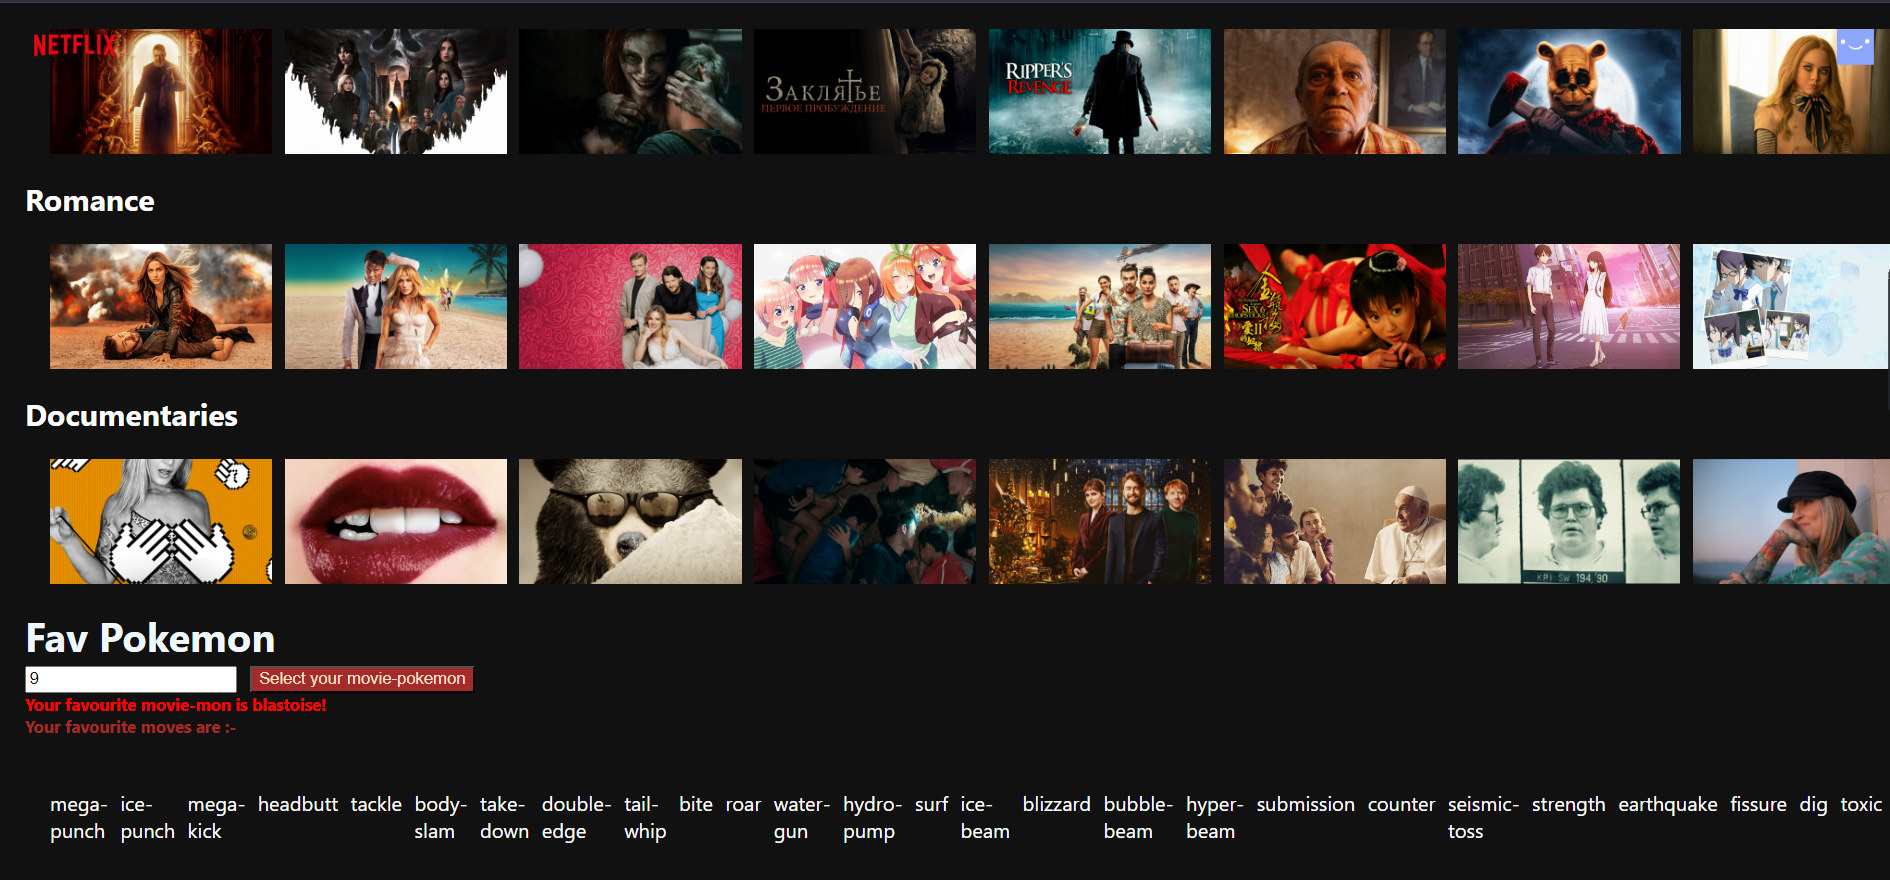 NETFLIX
ЗАКЛЯТЬЕ
ПЕРВОЕ ПРОБУЖДЕНИЕ
RIPPER'S
REVENGE
Romance
SEX &
CHOPSTICKS
Documentaries
KPI SW 194'90
Fav Pokemon
9
Select your movie-pokemon
Your favourite movie-mon is blastoise!
Your favourite moves are :-
mega-punch ice-punch mega-kick headbutt tackle body-slam take-down double-edge tail-whip bite roar water-gun hydro-pump surf ice-beam blizzard bubble-beam hyper-beam submission counter seismic-toss strength earthquake fissure dig toxic